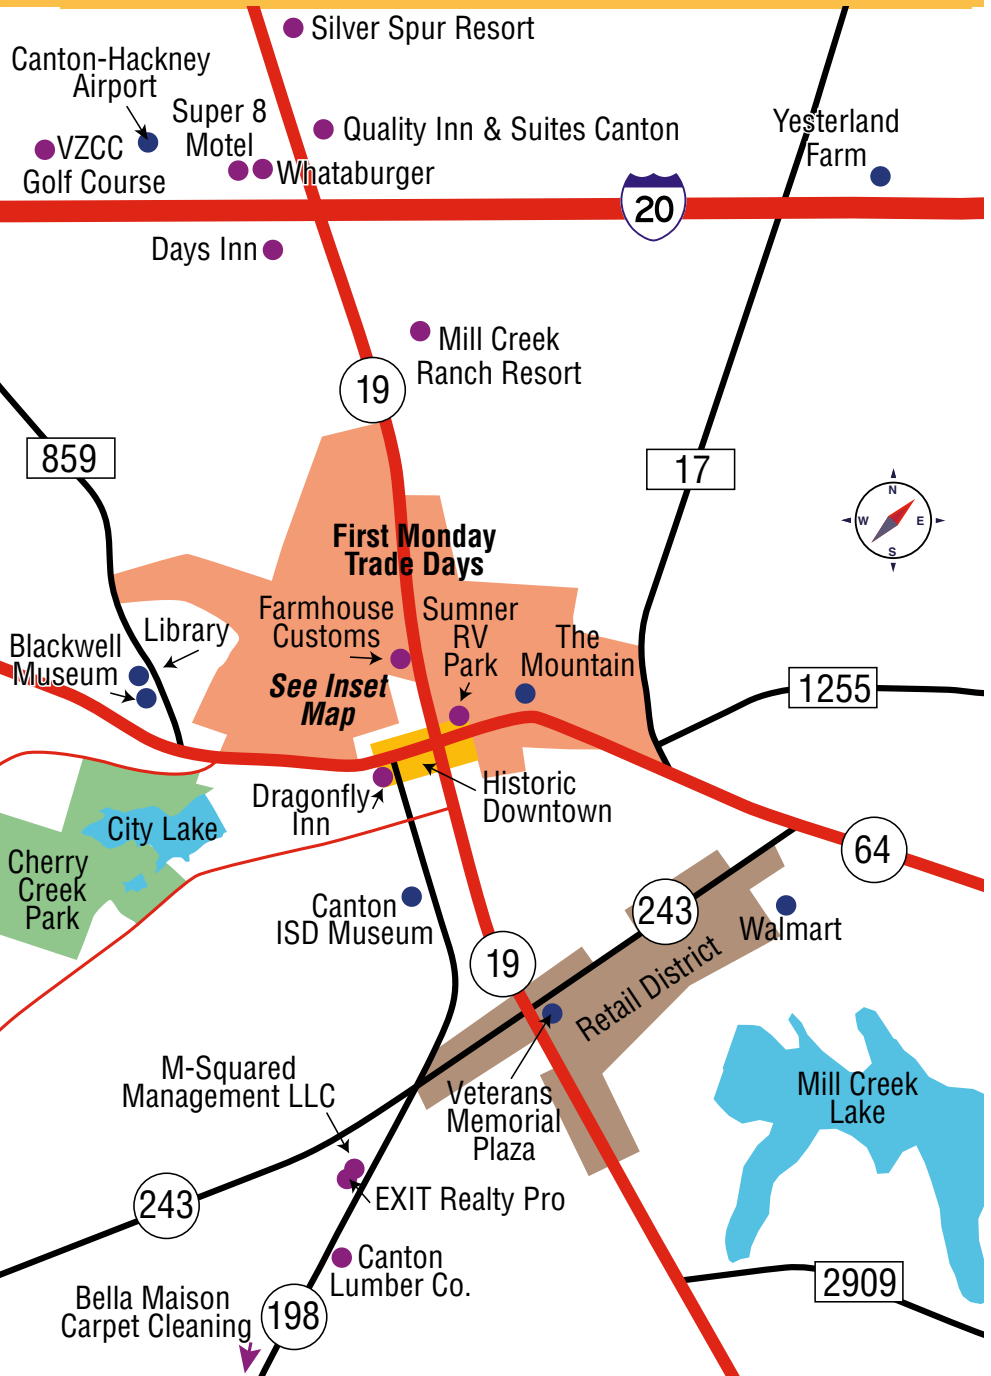 Silver Spur Resort
Canton-Hackney
Airport
Super 8
Motel
Quality Inn & Suites Canton
Yesterland
Farm
VZCC
Golf Course
Whataburger
20
Days Inn
Mill Creek
Ranch Resort
19
859
17
N
W E
S
First Monday
Trade Days
Farmhouse
Customs
Sumner
RV
Park
The
Mountain
Library
Blackwell
Museum
See Inset
Map
1255
Historic
Downtown
Dragonfly
Inn
City Lake
Cherry
Creek
Park
64
Canton
ISD Museum
243
Walmart
19
Retail District
M-Squared
Management LLC
Veterans
Memorial
Plaza
Mill Creek
Lake
EXIT Realty Pro
243
Canton
Lumber Co.
2909
Bella Maison
Carpet Cleaning
198